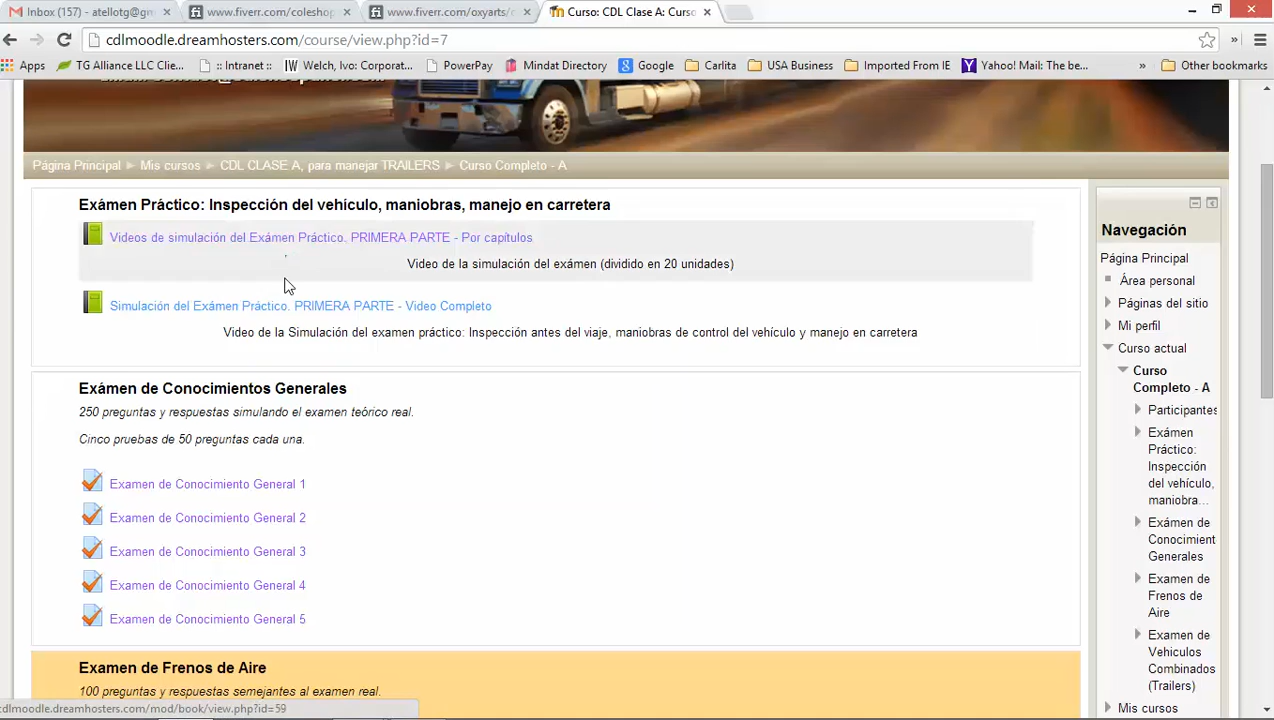 Inbox (157) - atellotg@gm
www.fiverr.com/coleshop
www.fiverr.com/oxyarts/
Curso: CDL Clase A: Curso
cdlmoodle.dreamhosters.com/course/view.php?id=7
Apps
TG Alliance LLC Clie...
:: Intranet ::
Welch, Ivo: Corporat...
PowerPay
Mindat Directory
Google
Carlita
USA Business
Imported From IE
Yahoo! Mail: The be...
»
Other bookmarks
Página Principal ► Mis cursos ► CDL CLASE A, para manejar TRAILERS ► Curso Completo - A
Exámen Práctico: Inspección del vehículo, maniobras, manejo en carretera
Videos de simulación del Exámen Práctico. PRIMERA PARTE - Por capítulos
Video de la simulación del exámen (dividido en 20 unidades)
Simulación del Exámen Práctico. PRIMERA PARTE - Video Completo
Video de la Simulación del examen práctico: Inspección antes del viaje, maniobras de control del vehículo y manejo en carretera
Exámen de Conocimientos Generales
250 preguntas y respuestas simulando el examen teórico real.
Cinco pruebas de 50 preguntas cada una.
Examen de Conocimiento General 1
Examen de Conocimiento General 2
Examen de Conocimiento General 3
Examen de Conocimiento General 4
Examen de Conocimiento General 5
Examen de Frenos de Aire
100 preguntas y respuestas semejantes al examen real.
Navegación
Página Principal
Área personal
Páginas del sitio
Mi perfil
Curso actual
Curso
Completo - A
Participantes
Exámen
Práctico:
Inspección
del vehículo,
maniobra...
Exámen de
Conocimient
Generales
Examen de
Frenos de
Aire
Examen de
Vehiculos
Combinados
(Trailers)
Mis cursos
cdlmoodle.dreamhosters.com/mod/book/view.php?id=59